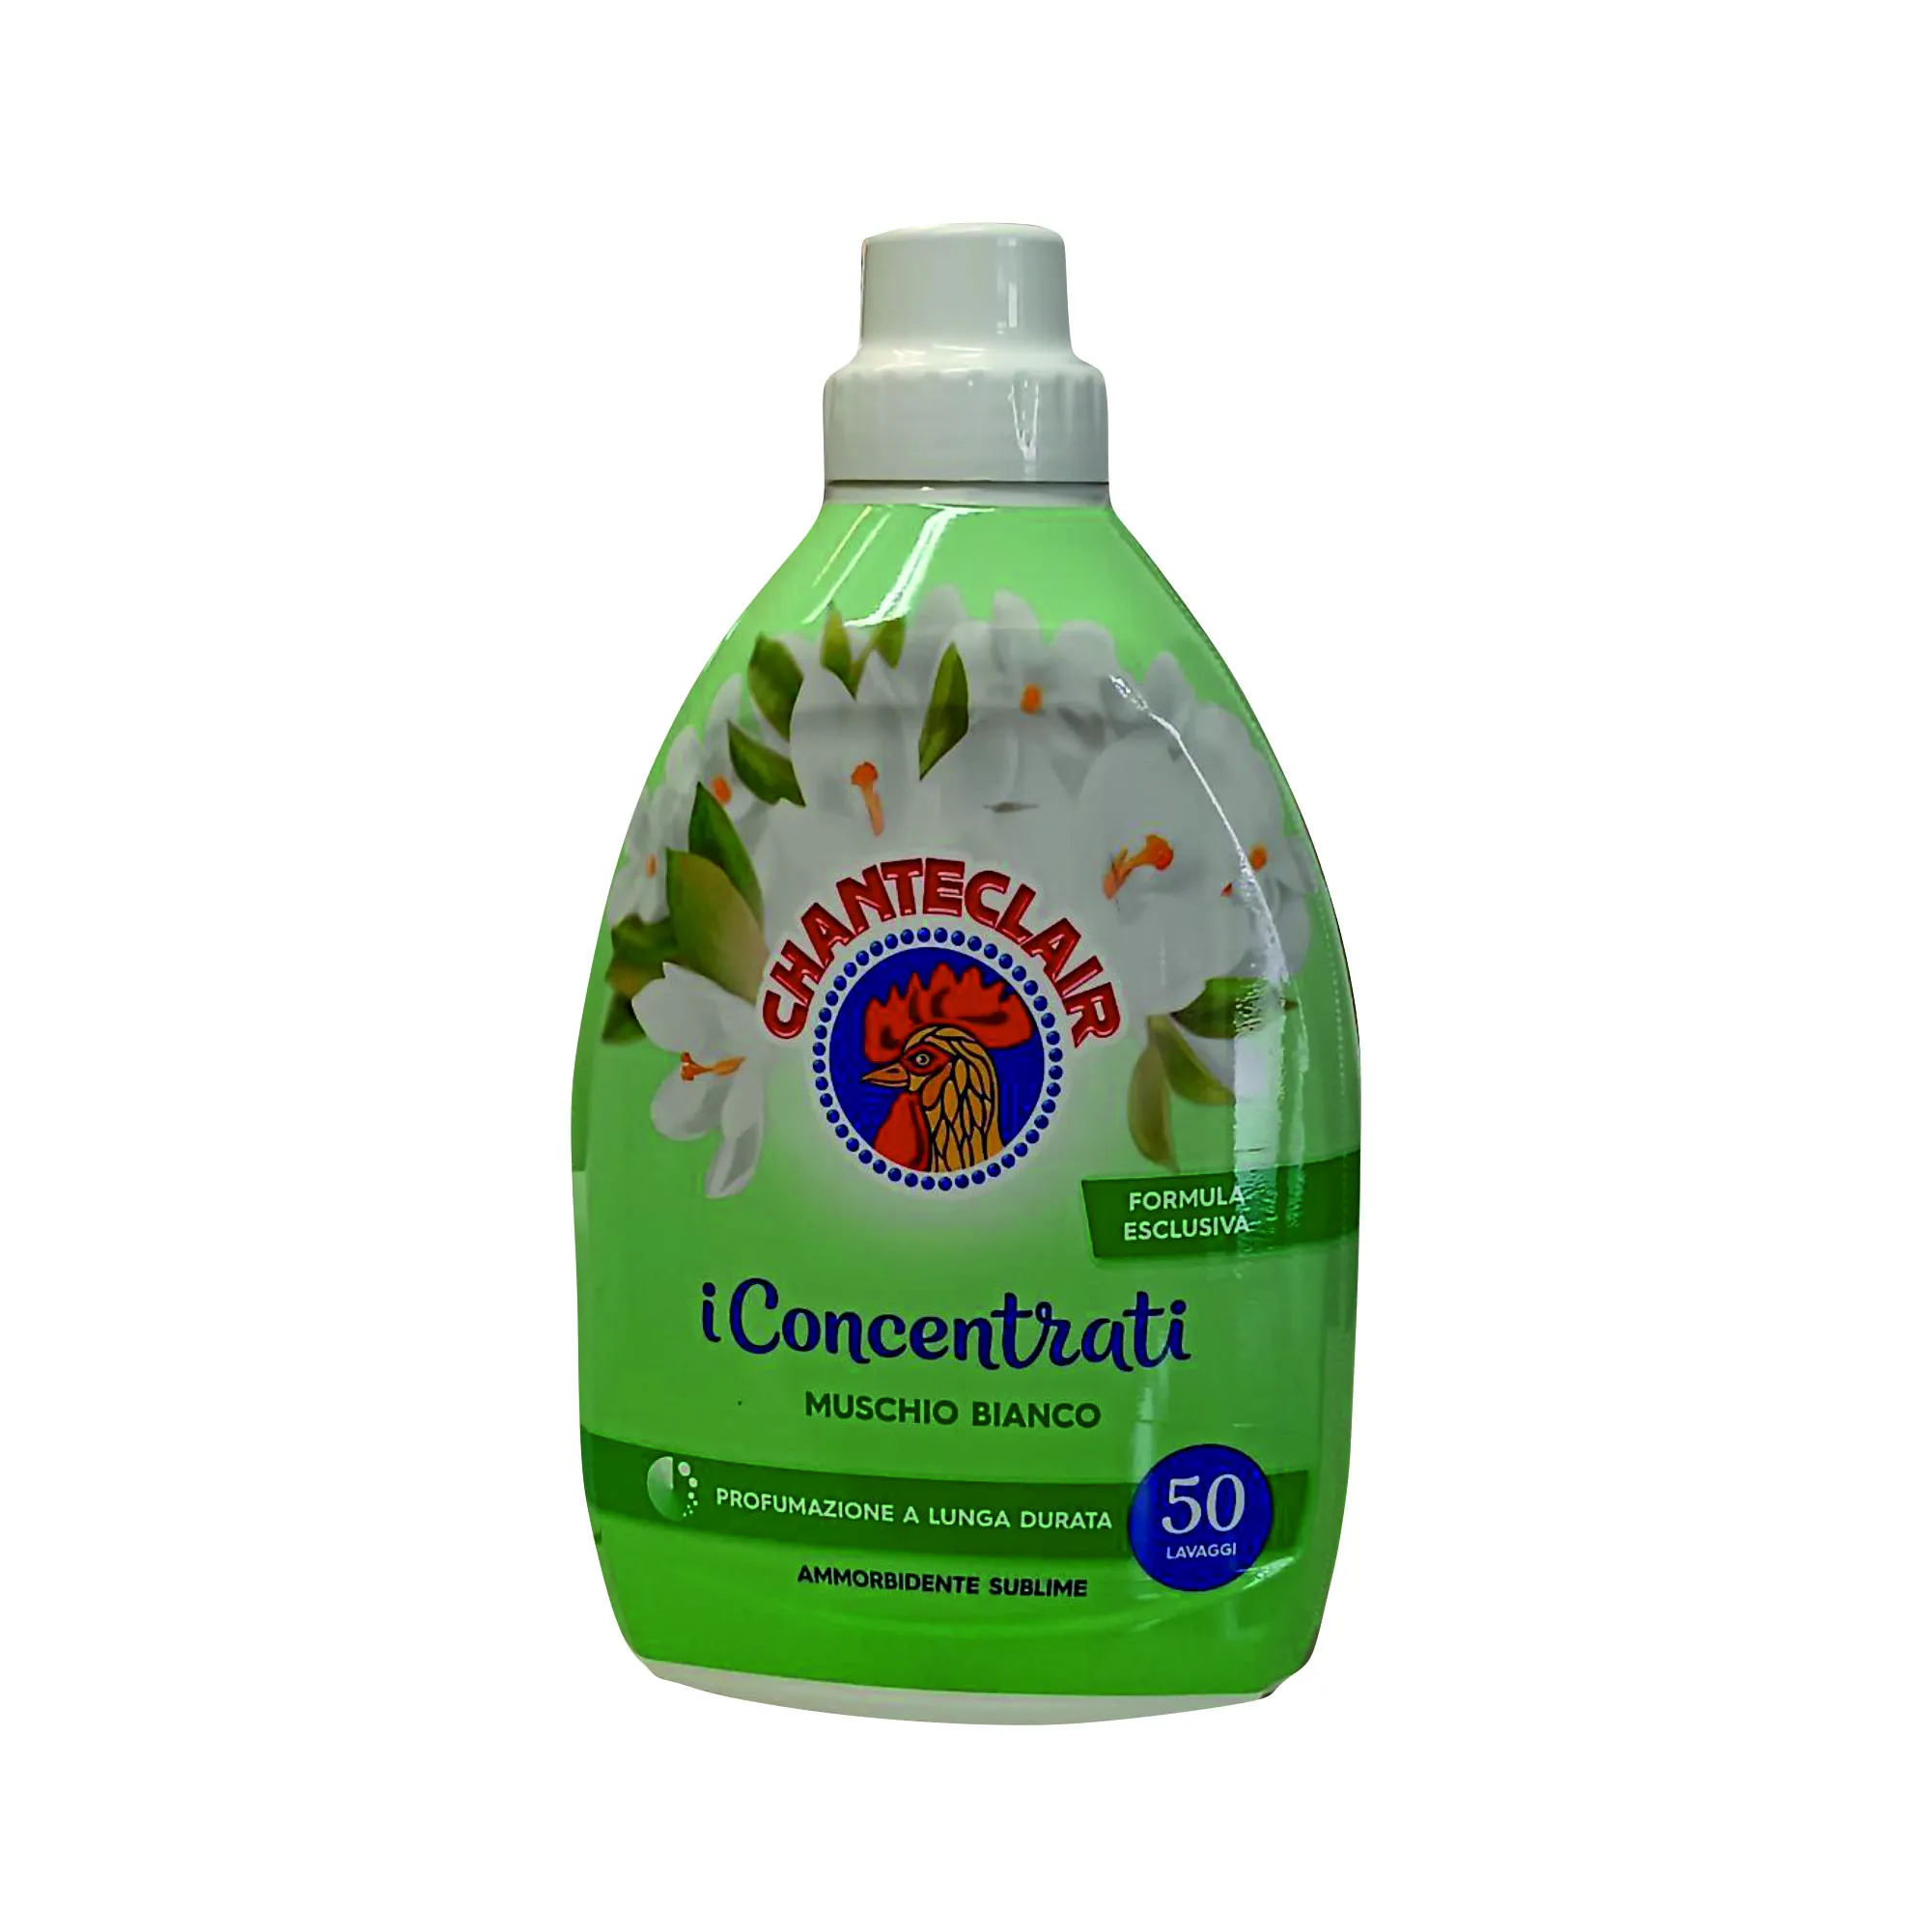 CHANTECLAIR
FORMULA
ESCLUSIVA
i Concentrati
MUSCHIO BIANCO
PROFUMAZIONE A LUNGA DURATA
50
LAVAGGI
AMMORBIDENTE SUBLIME